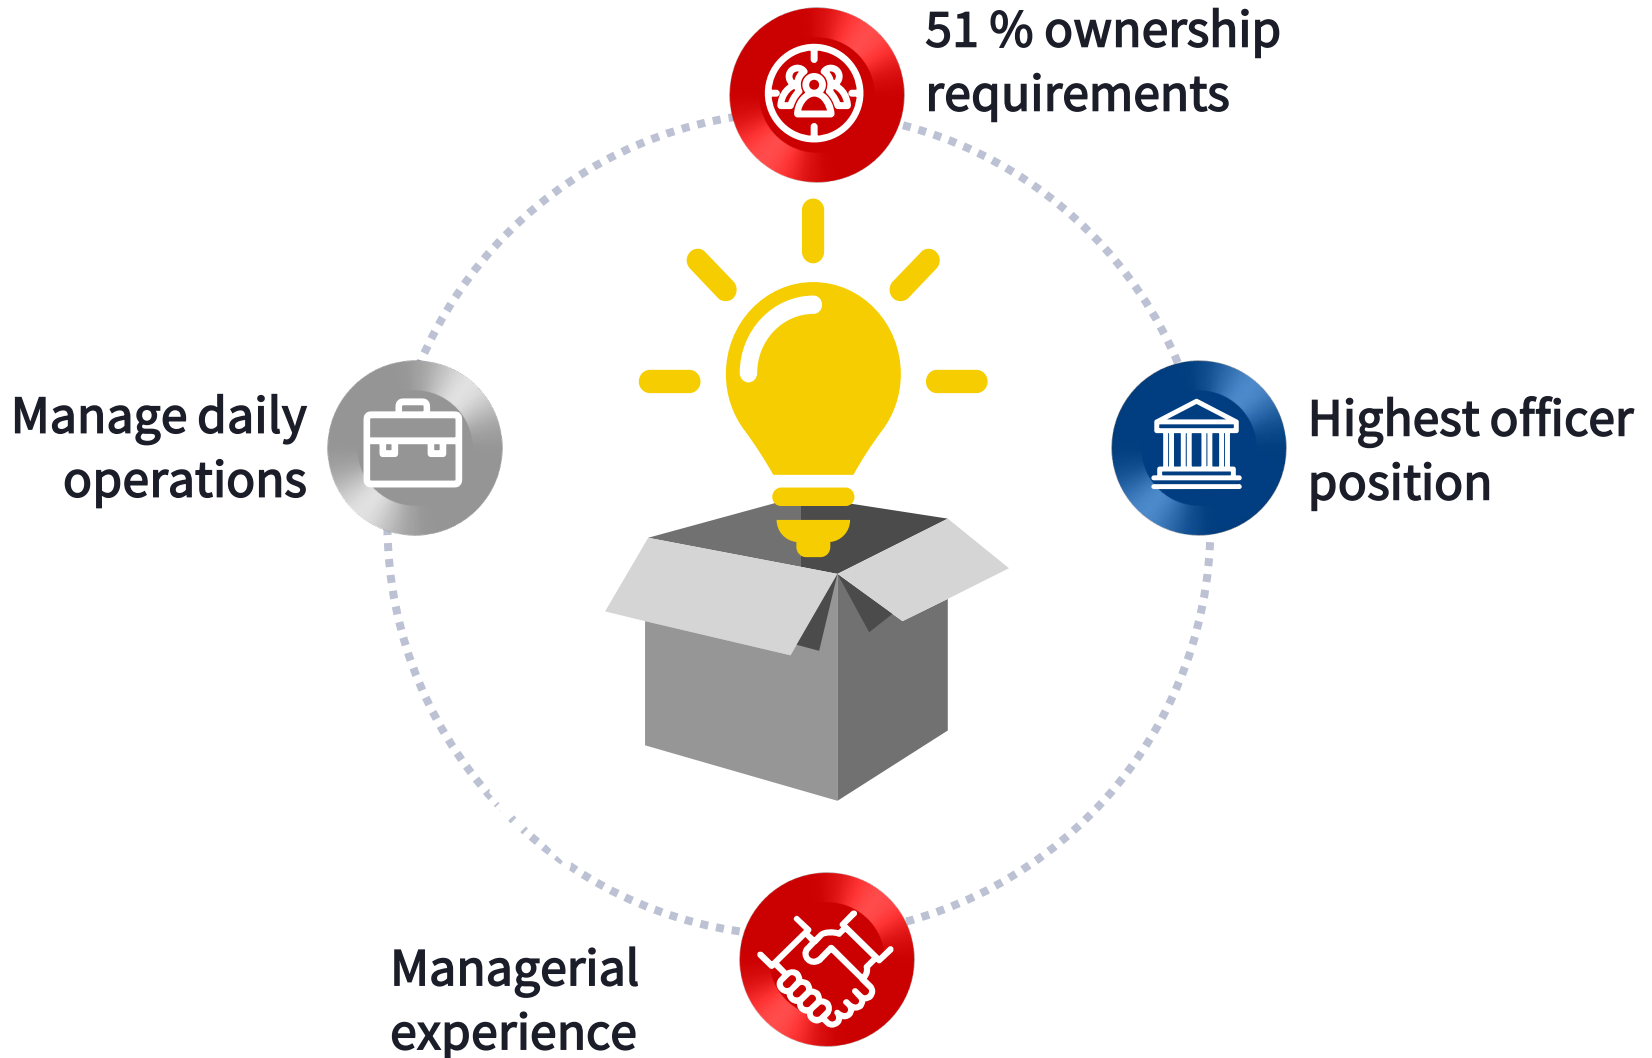 51 % ownership
requirements
Manage daily
operations
Highest officer
position
Managerial
experience